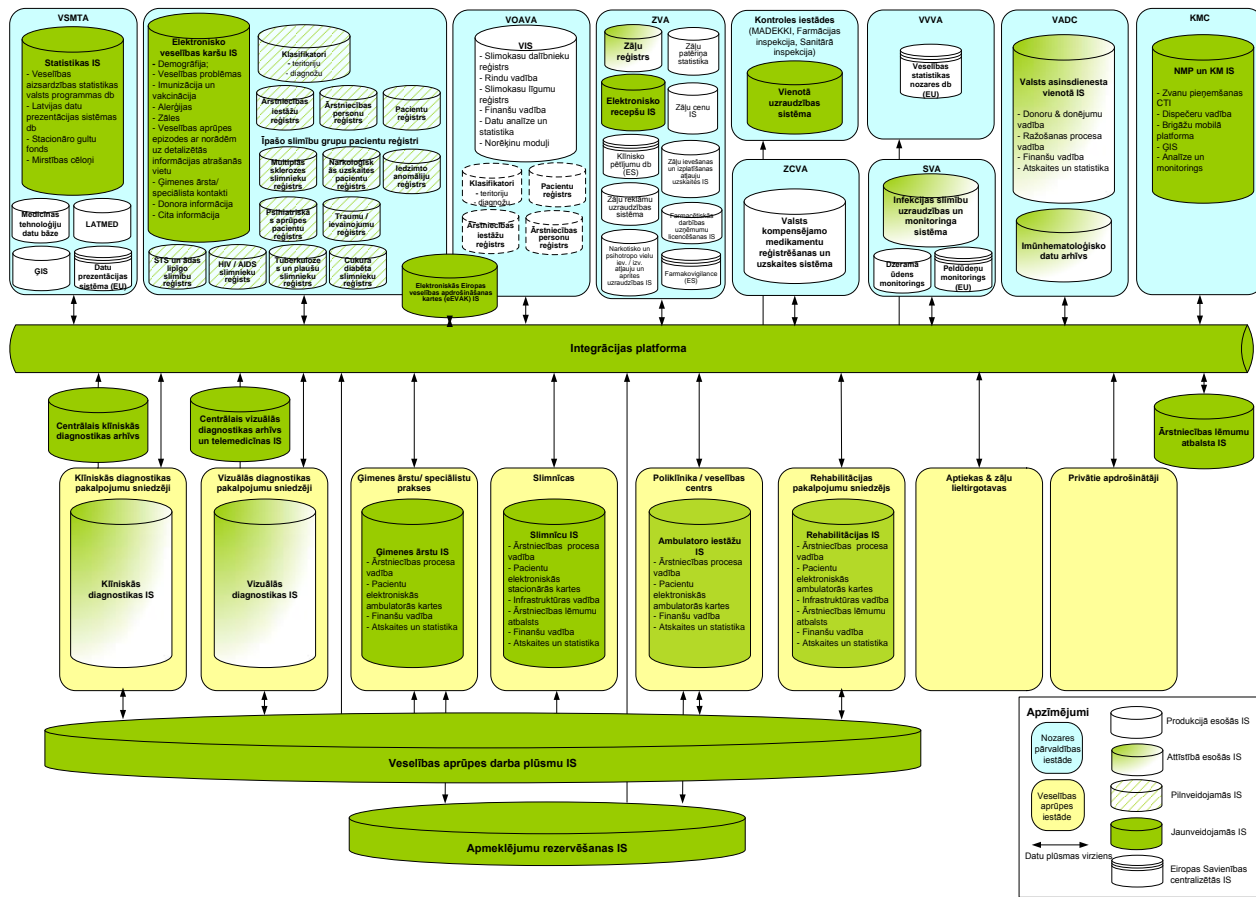 VSMTA
Statistikas IS
- Veselības
aizsardzības statistikas
valsts programmas db
- Latvijas datu
prezentācijas sistēmas
db
- Stacionāro gultu
fonds
- Mirstības cēloņi
Medicīnas
tehnoloģiju datu
bāze
LATMED
ĢIS
Datu
prezentācijas
sistēma (EU)
Elektronisko
veselības karšu IS
- Demogrāfija;
- Veselības problēmas
- Imunizācija un
vakcinācija
- Alerģijas
- Zāles
- Veselības aprūpes
epizodes ar norādēm
uz detalizētās
informācijas atrašanās
vietu
- Ģimenes ārsta/
speciālista kontakti
- Donora informācija
- Cita informācija
Klasifikatori
- teritoriju
- diagnožu
Ārstniecības
iestāžu
reģistrs
Ārstniecības
personu
reģistrs
Pacientu
reģistrs
Īpašo slimību grupu pacientu reģistri
Multiplās
sklerozes
slimnieku
reģistrs
Narkoloģisk
ās uzskaites
pacientu
reģistrs
Iedzimto
anomāliju
reģistrs
Psihiatriskā
s aprūpes
pacientu
reģistrs
Traumu /
ievainojumu
reģistrs
STS un ādas
lipīgo
slimību
reģistrs
HIV / AIDS
slimnieku
reģists
Tuberkuloze
s un plaušu
slimnieku
reģistrs
Cukura
diabēta
slimnieku
reģistrs
Elektroniskās Eiropas
veselības apdrošināšanas
kartes (eEVAK) IS
VOAVA
VIS
- Slimokasu dalībnieku
reģistrs
- Rindu vadība
- Slimokasu līgumu
reģistrs
- Finanšu vadība
- Datu analīze un
statistika
- Norēķinu moduļi
Klasifikatori
- teritoriju
- diagnožu
Pacientu
reģistrs
Ārstniecības
iestāžu
reģistrs
Ārstniecības
personu
reģistrs
ZVA
Zāļu
reģistrs
Zāļu
patēriņa
statistika
Elektronisko
recepšu IS
Zāļu cenu
IS
Klīnisko
pētījumu db
(ES)
Zāļu ievešanas
un izplatīšanas
atļauju
uzskaites IS
Zāļu reklāmu
uzraudzības
sistēma
Farmacētiskās
darbības
uzņēmumu
licencēšanas IS
Narkotisko un
psihotropo vielu
iev. / izv.
atļauju un
aprites
uzraudzības IS
Farmakovigilance
(ES)
Kontroles iestādes
(MADEKKI, Farmācijas
inspekcija, Sanitārā
inspekcija)
Vienotā
uzraudzības
sistēma
ZCVA
Valsts
kompensējamo
medikamentu
reģistrēšanas un
uzskaites sistēma
VVVA
Veselības
statistikas
nozares db
(EU)
SVA
Infekcijas slimību
uzraudzības un
monitoringa
sistēma
Dzeramā
ūdens
monitorings
Peldūdeņu
monitorings
(EU)
VADC
Valsts asinsdienesta
vienotā IS
- Donoru & donējumu
vadība
- Ražošanas procesa
vadība
- Finanšu vadība
- Atskaites un statistika
Imūnhematoloģisko
datu arhīvs
KMC
NMP un KM IS
- Zvanu pieņemšanas
CTI
- Dispečeru vadība
- Brigāžu mobilā
platforma
- ĢIS
- Analīze un
monitorings
Integrācijas platforma
Centrālais klīniskās
diagnostikas arhīvs
Centrālais vizuālās
diagnostikas arhīvs
un telemedicīnas IS
Ārstniecības lēmumu
atbalsta IS
Klīniskās diagnostikas
pakalpojumu sniedzēji
Klīniskās
diagnostikas IS
Vizuālās diagnostikas
pakalpojumu sniedzēji
Vizuālās
diagnostikas IS
Ģimenes ārstu/ speciālistu
prakses
Ģimenes ārstu IS
- Ārstniecības procesa
vadība
- Pacientu
elektroniskās
ambulatorās kartes
- Finanšu vadība
- Atskaites un statistika
Slimnīcas
Slimnīcu IS
- Ārstniecības procesa
vadība
- Pacientu
elektroniskās
stacionārās kartes
- Infrastruktūras vadība
- Ārstniecības lēmumu
atbalsts
- Finanšu vadība
- Atskaites un statistika
Poliklīnika / veselības
centrs
Ambulatoro iestāžu
IS
- Ārstniecības procesa
vadība
- Pacientu
elektroniskās
ambulatorās kartes
- Finanšu vadība
- Atskaites un statistika
Rehabilitācijas
pakalpojumu sniedzējs
Rehabilitācijas IS
- Ārstniecības procesa
vadība
- Pacientu
elektroniskās
ambulatorās kartes
- Infrastruktūras vadība
- Ārstniecības lēmumu
atbalsts
- Finanšu vadība
- Atskaites un statistika
Aptiekas & zāļu
lieltirgotavas
Privātie apdrošinātāji
Veselības aprūpes darba plūsmu IS
Apmeklējumu rezervēšanas IS
Apzīmējumi
Nozares
pārvaldības
iestāde
Veselības
aprūpes
iestāde
Datu plūsmas virziens
Produkcijā esošās IS
Attīstībā esošās IS
Pilnveidojamās IS
Jaunveidojamās IS
Eiropas Savienības
centralizētās IS